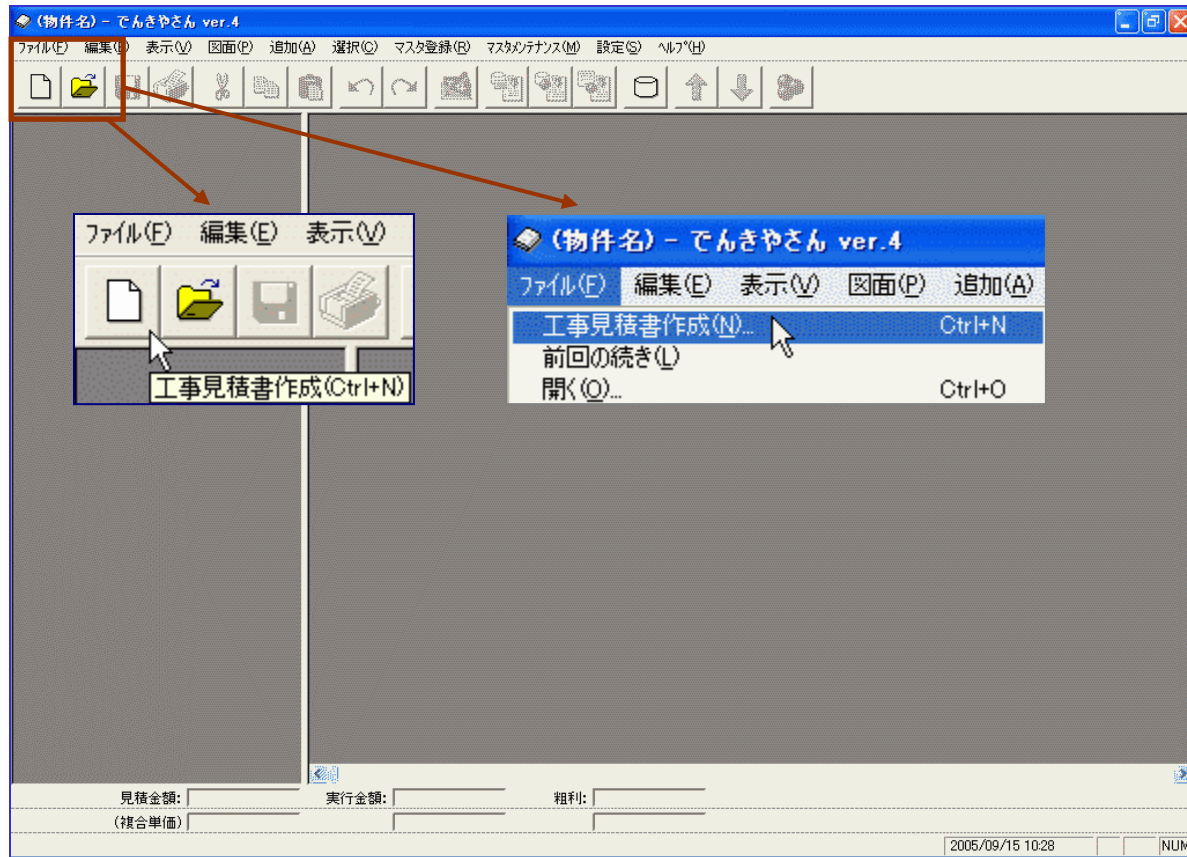 (物件名) - でんきやさん ver.4
ファイル(F) 編集(E) 表示(V) 図面(P) 追加(A) 選択(C) マスタ登録(R) マスタメンテナンス(M) 設定(S) ヘルプ(H)
ファイル(F) 編集(E) 表示(V)
工事見積書作成(Ctrl+N)
(物件名) - でんきやさん ver.4
ファイル(F) 編集(E) 表示(V) 図面(P) 追加(A)
工事見積書作成(N)... Ctrl+N
前回の続き(L)
開く(O)... Ctrl+O
見積金額: 実行金額: 粗利:
(複合単価)
2005/09/15 10:28 NUM